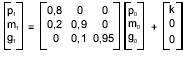 [p₁] = [0,8 0 0] [p₀] + [k]
[m₁] [0,2 0,9 0] [m₀] [0]
[g₁] [0 0,1 0,95] [g₀] [0]